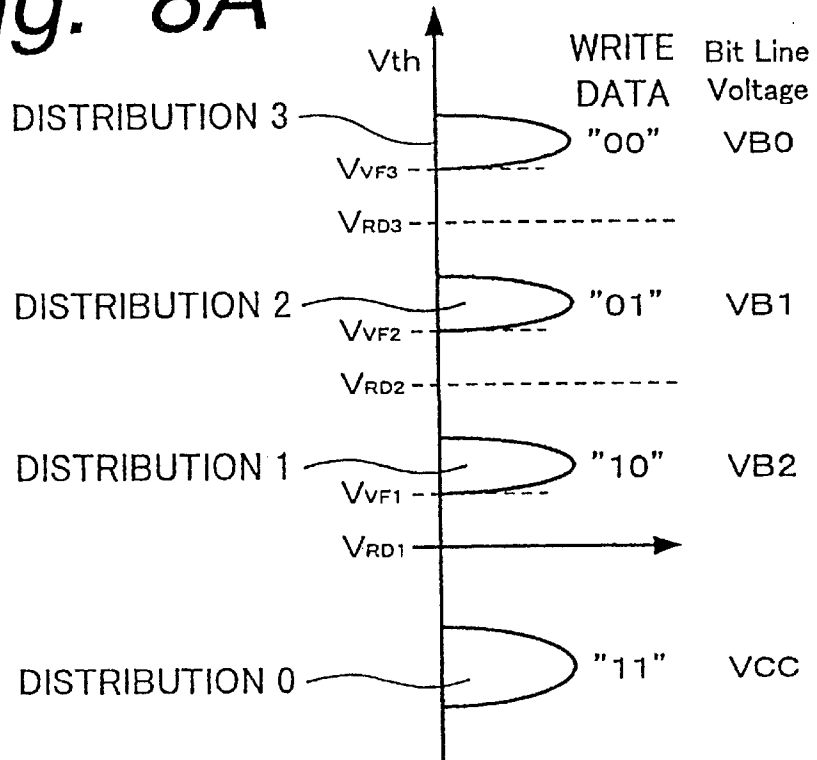 8A
Vth
WRITE DATA
Bit Line Voltage
DISTRIBUTION 3
"00"
VB0
VVF3
VRD3
DISTRIBUTION 2
"01"
VB1
VVF2
VRD2
DISTRIBUTION 1
"10"
VB2
VVF1
VRD1
DISTRIBUTION 0
"11"
VCC